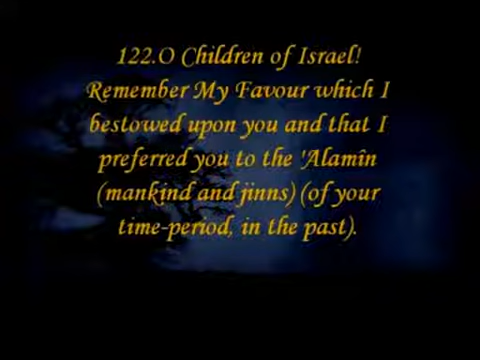 122.O Children of Israel!
Remember My Favour which I
bestowed upon you and that I
preferred you to the 'Alamîn
(mankind and jinns) (of your
time-period, in the past).